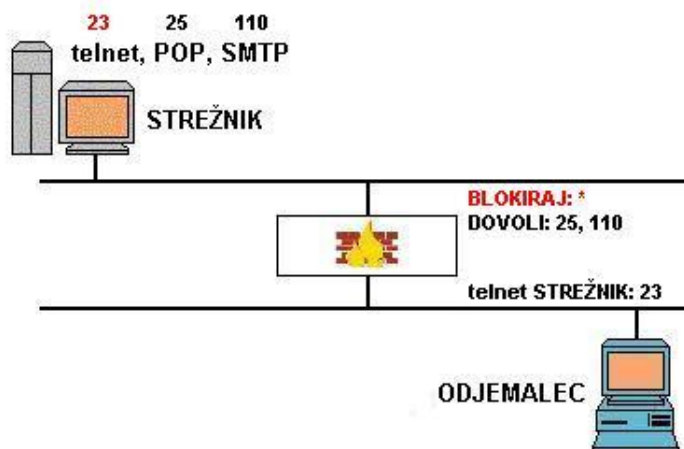 23 25 110
telnet, POP, SMTP
STREŽNIK
BLOKIRAJ: *
DOVOLI: 25, 110
telnet STREŽNIK: 23
ODJEMALEC